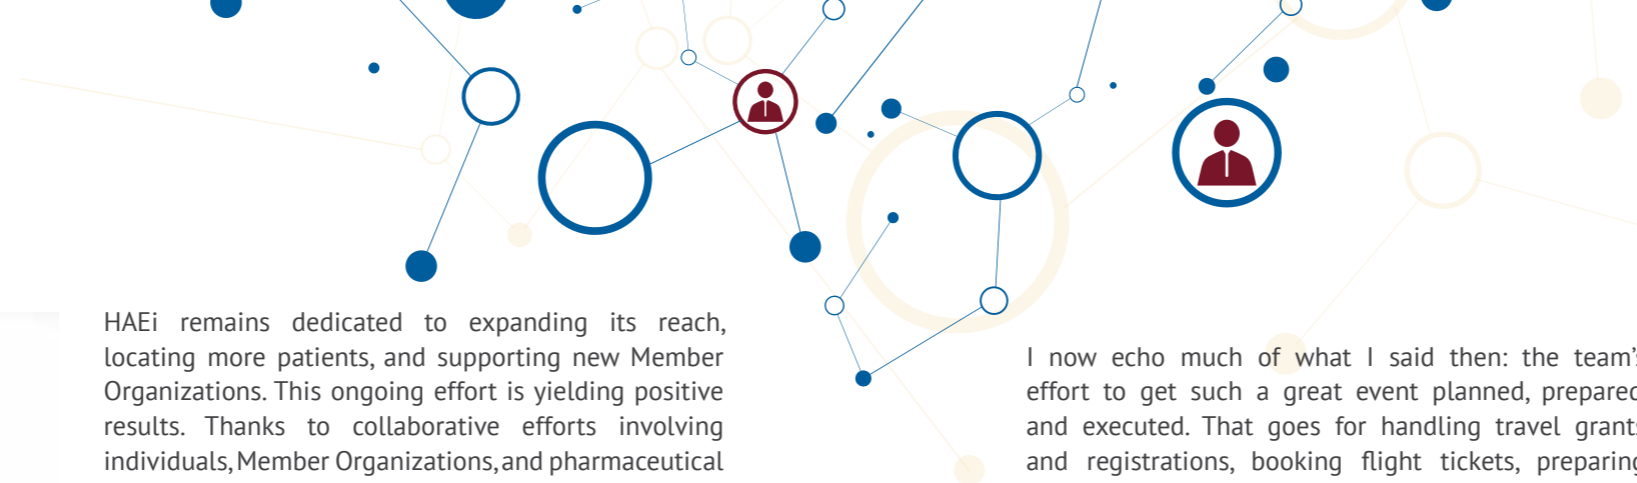 HAEi remains dedicated to expanding its reach,
locating more patients, and supporting new Member
Organizations. This ongoing effort is yielding positive
results. Thanks to collaborative efforts involving
individuals, Member Organizations, and pharmaceutical
I now echo much of what I said then: the team's
effort to get such a great event planned, prepared
and executed. That goes for handling travel grants
and registrations, booking flight tickets, preparing